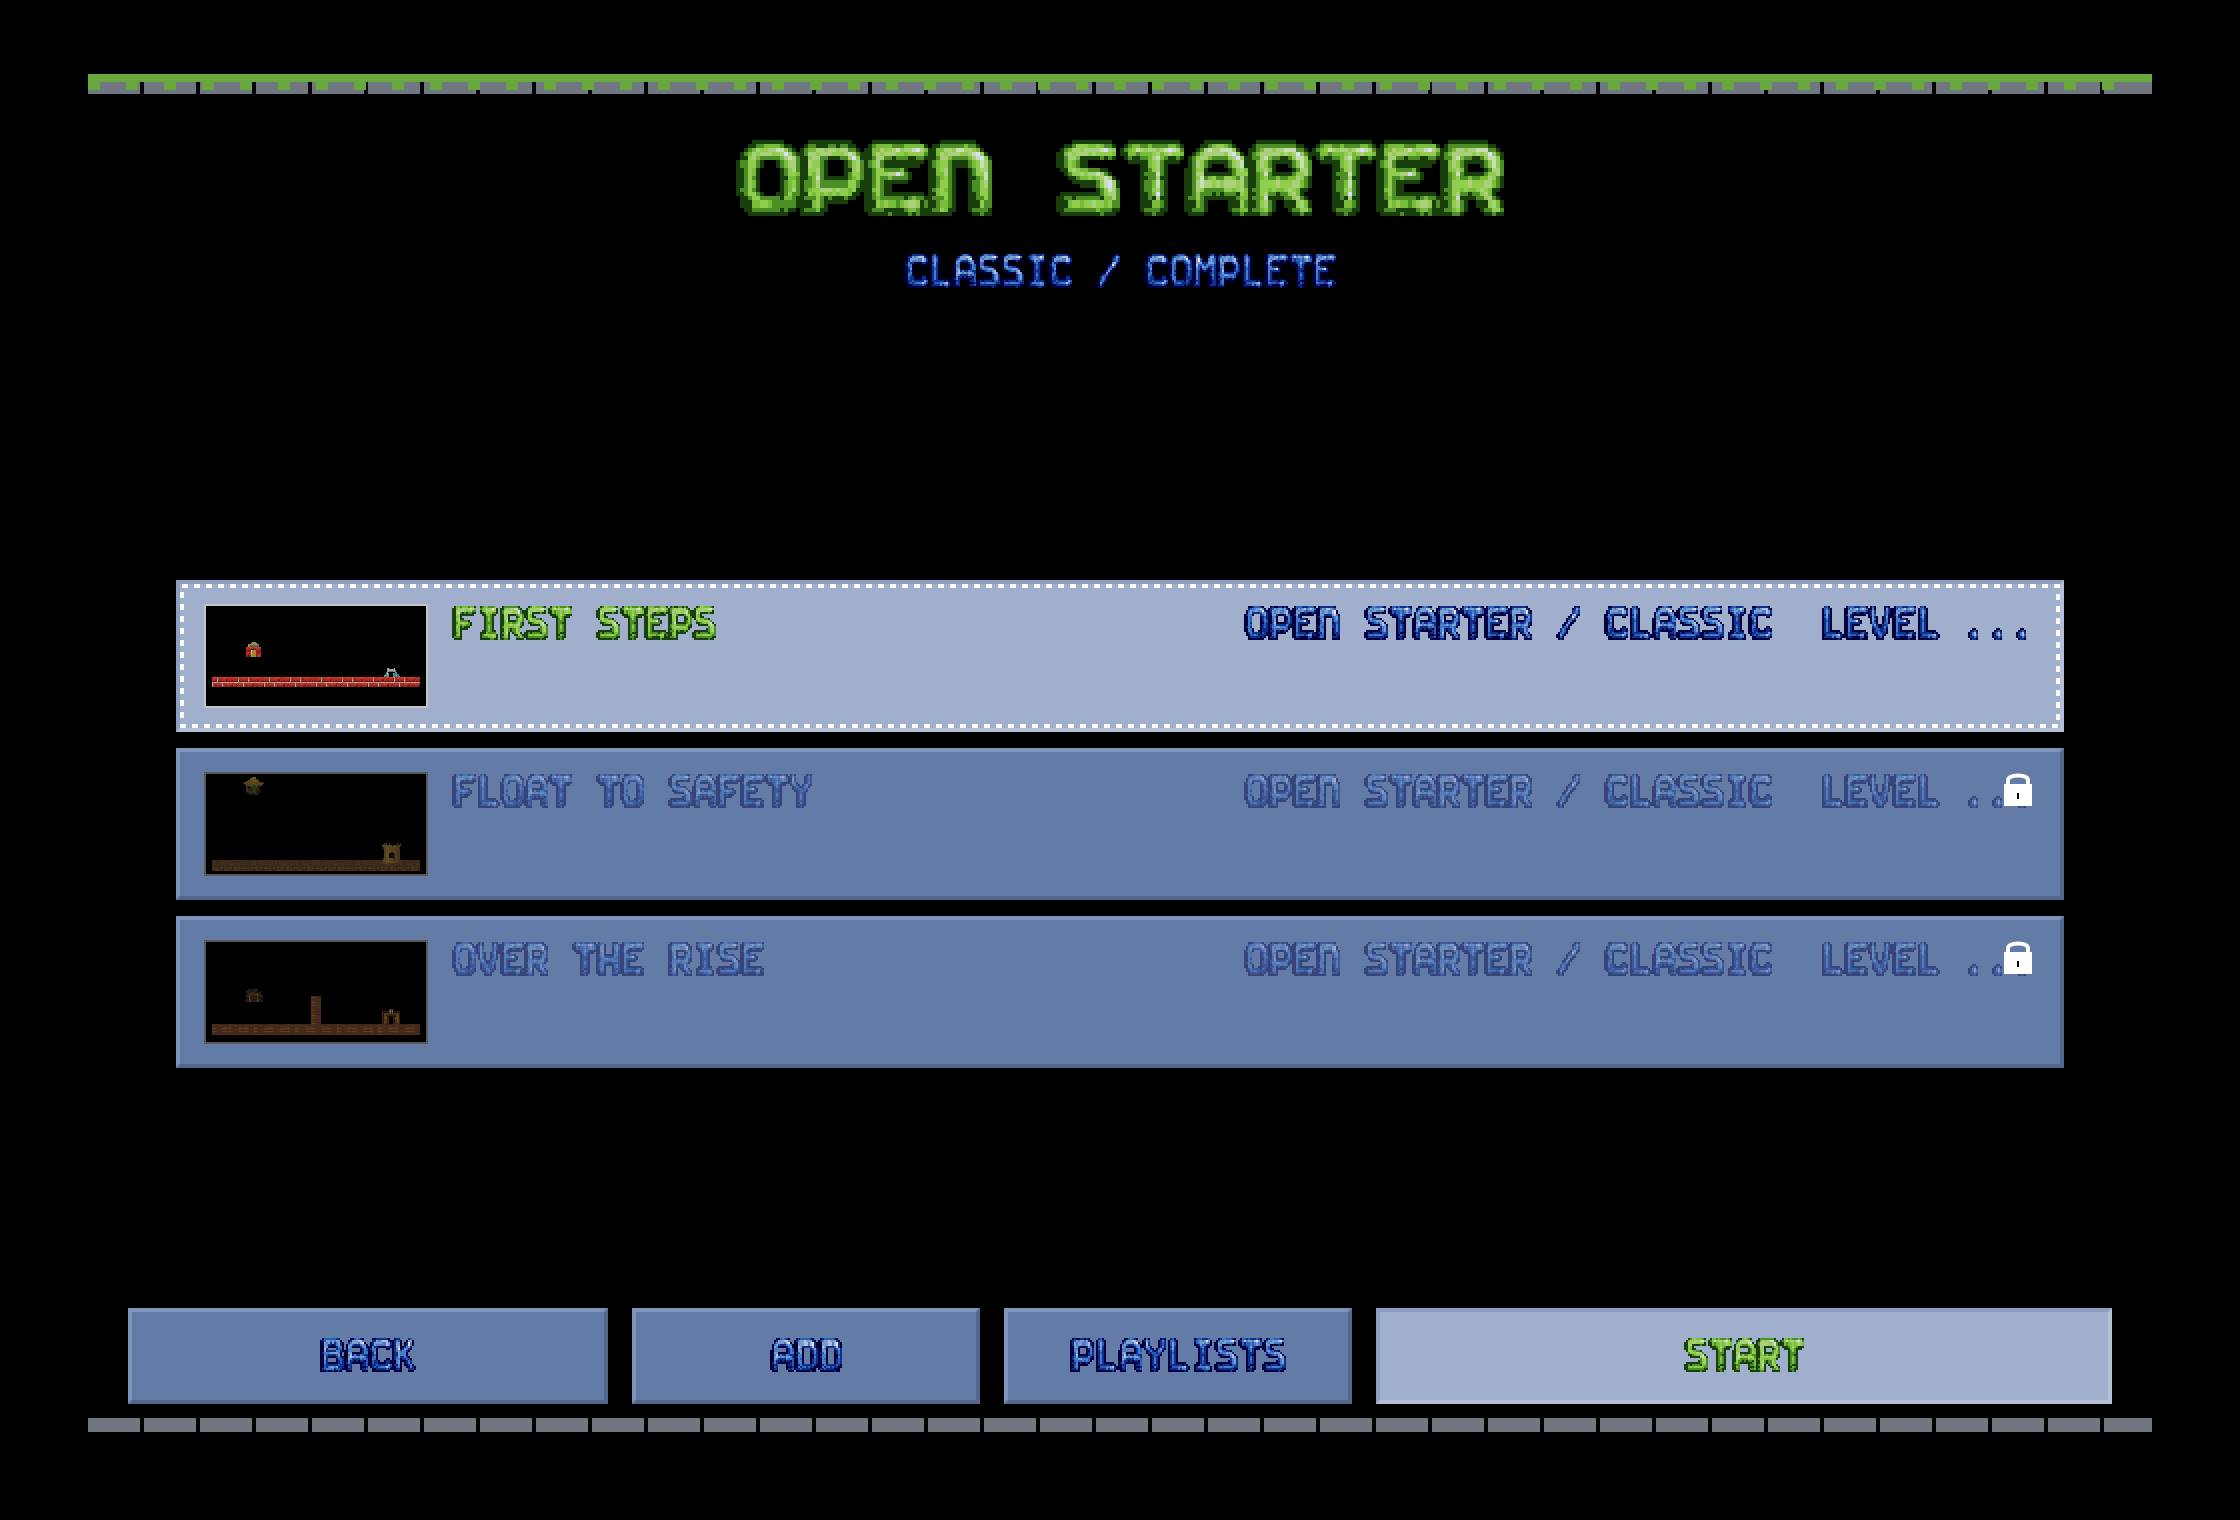 OPEN STARTER
CLASSIC / COMPLETE
FIRST STEPS OPEN STARTER / CLASSIC LEVEL ...
FLOAT TO SAFETY OPEN STARTER / CLASSIC LEVEL ...
OVER THE RISE OPEN STARTER / CLASSIC LEVEL ...
BACK ADD PLAYLISTS START